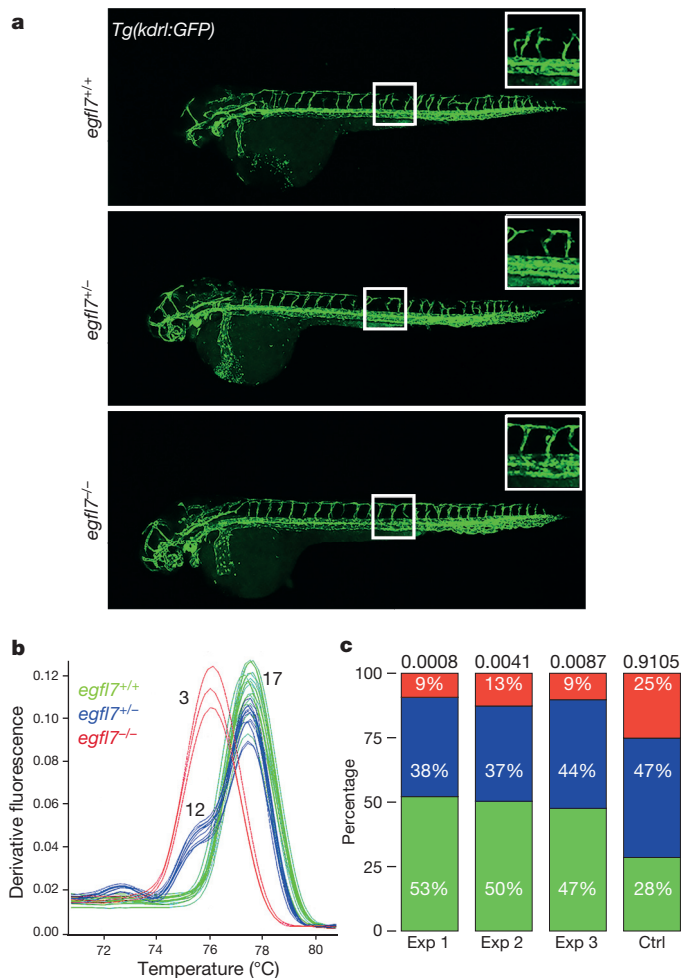 a
Tg(kdrl:GFP)
egfl7+/+
egfl7+/−
egfl7−/−
b
egfl7+/+
egfl7+/−
egfl7−/−
3
17
12
Derivative fluorescence
0.12
0.10
0.08
0.06
0.04
0.02
0.00
72
74
76
78
80
Temperature (°C)
c
0.0008
0.0041
0.0087
0.9105
Percentage
100
75
50
25
0
9%
13%
9%
25%
38%
37%
44%
47%
53%
50%
47%
28%
Exp 1
Exp 2
Exp 3
Ctrl